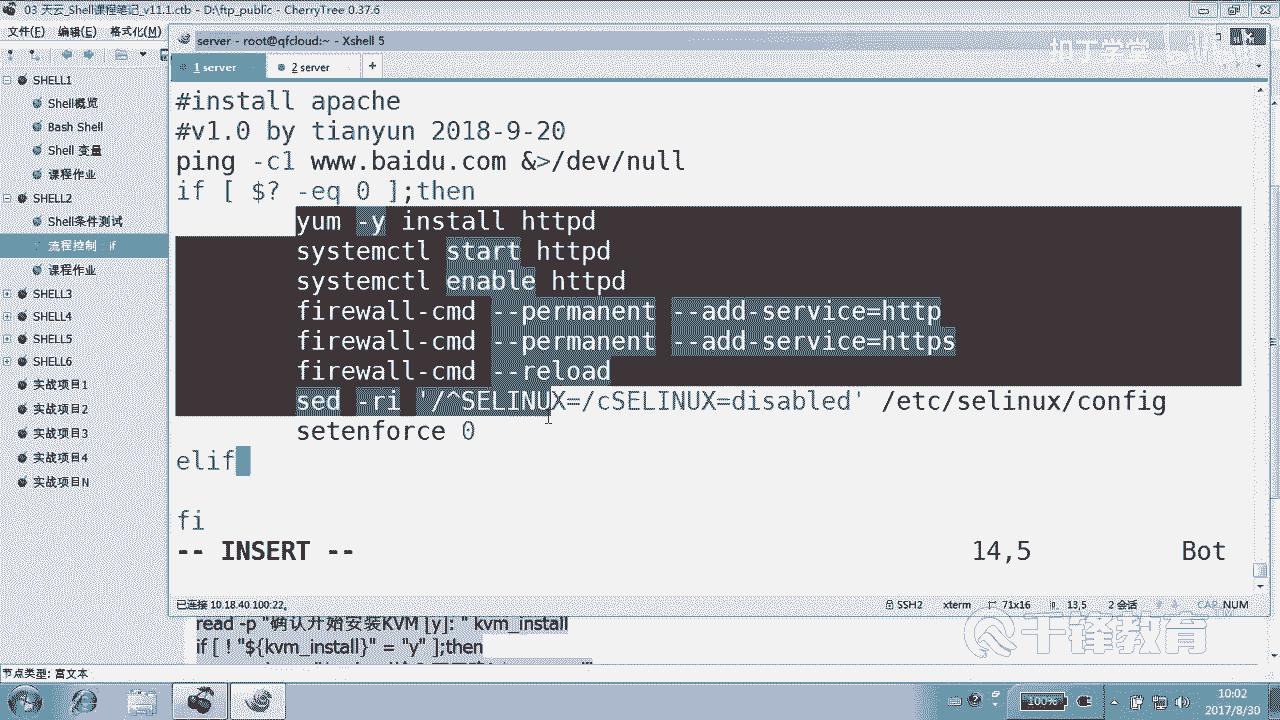 03 天云_Shell课程笔记_v11.1.ctb - D:\ftp_public - CherryTree 0.37.6
文件(F) 编辑(E) 格式化(M)
server - root@qfcloud:~ - Xshell 5
1 server
2 server
+
SHELL1
Shell概览
Bash Shell
Shell 变量
课程作业
SHELL2
Shell条件测试
流程控制：if
课程作业
SHELL3
SHELL4
SHELL5
SHELL6
实战项目1
实战项目2
实战项目3
实战项目4
实战项目N
#install apache
#v1.0 by tianyun 2018-9-20
ping -c1 www.baidu.com &>/dev/null
if [ $? -eq 0 ];then
yum -y install httpd
systemctl start httpd
systemctl enable httpd
firewall-cmd --permanent --add-service=http
firewall-cmd --permanent --add-service=https
firewall-cmd --reload
sed -ri '/^SELINUX=/cSELINUX=disabled' /etc/selinux/config
setenforce 0
elif
fi
-- INSERT -- 14,5 Bot
已连接 10.18.40.100:22。
SSH2 xterm 71x16 13,5 2 会话 CAP NUM
read -p "确认开始安装KVM [y]: " kvm_install
if [ ! "${kvm_install}" = "y" ];then
千锋教育
节点类型: 富文本
100%
10:02
2017/8/30